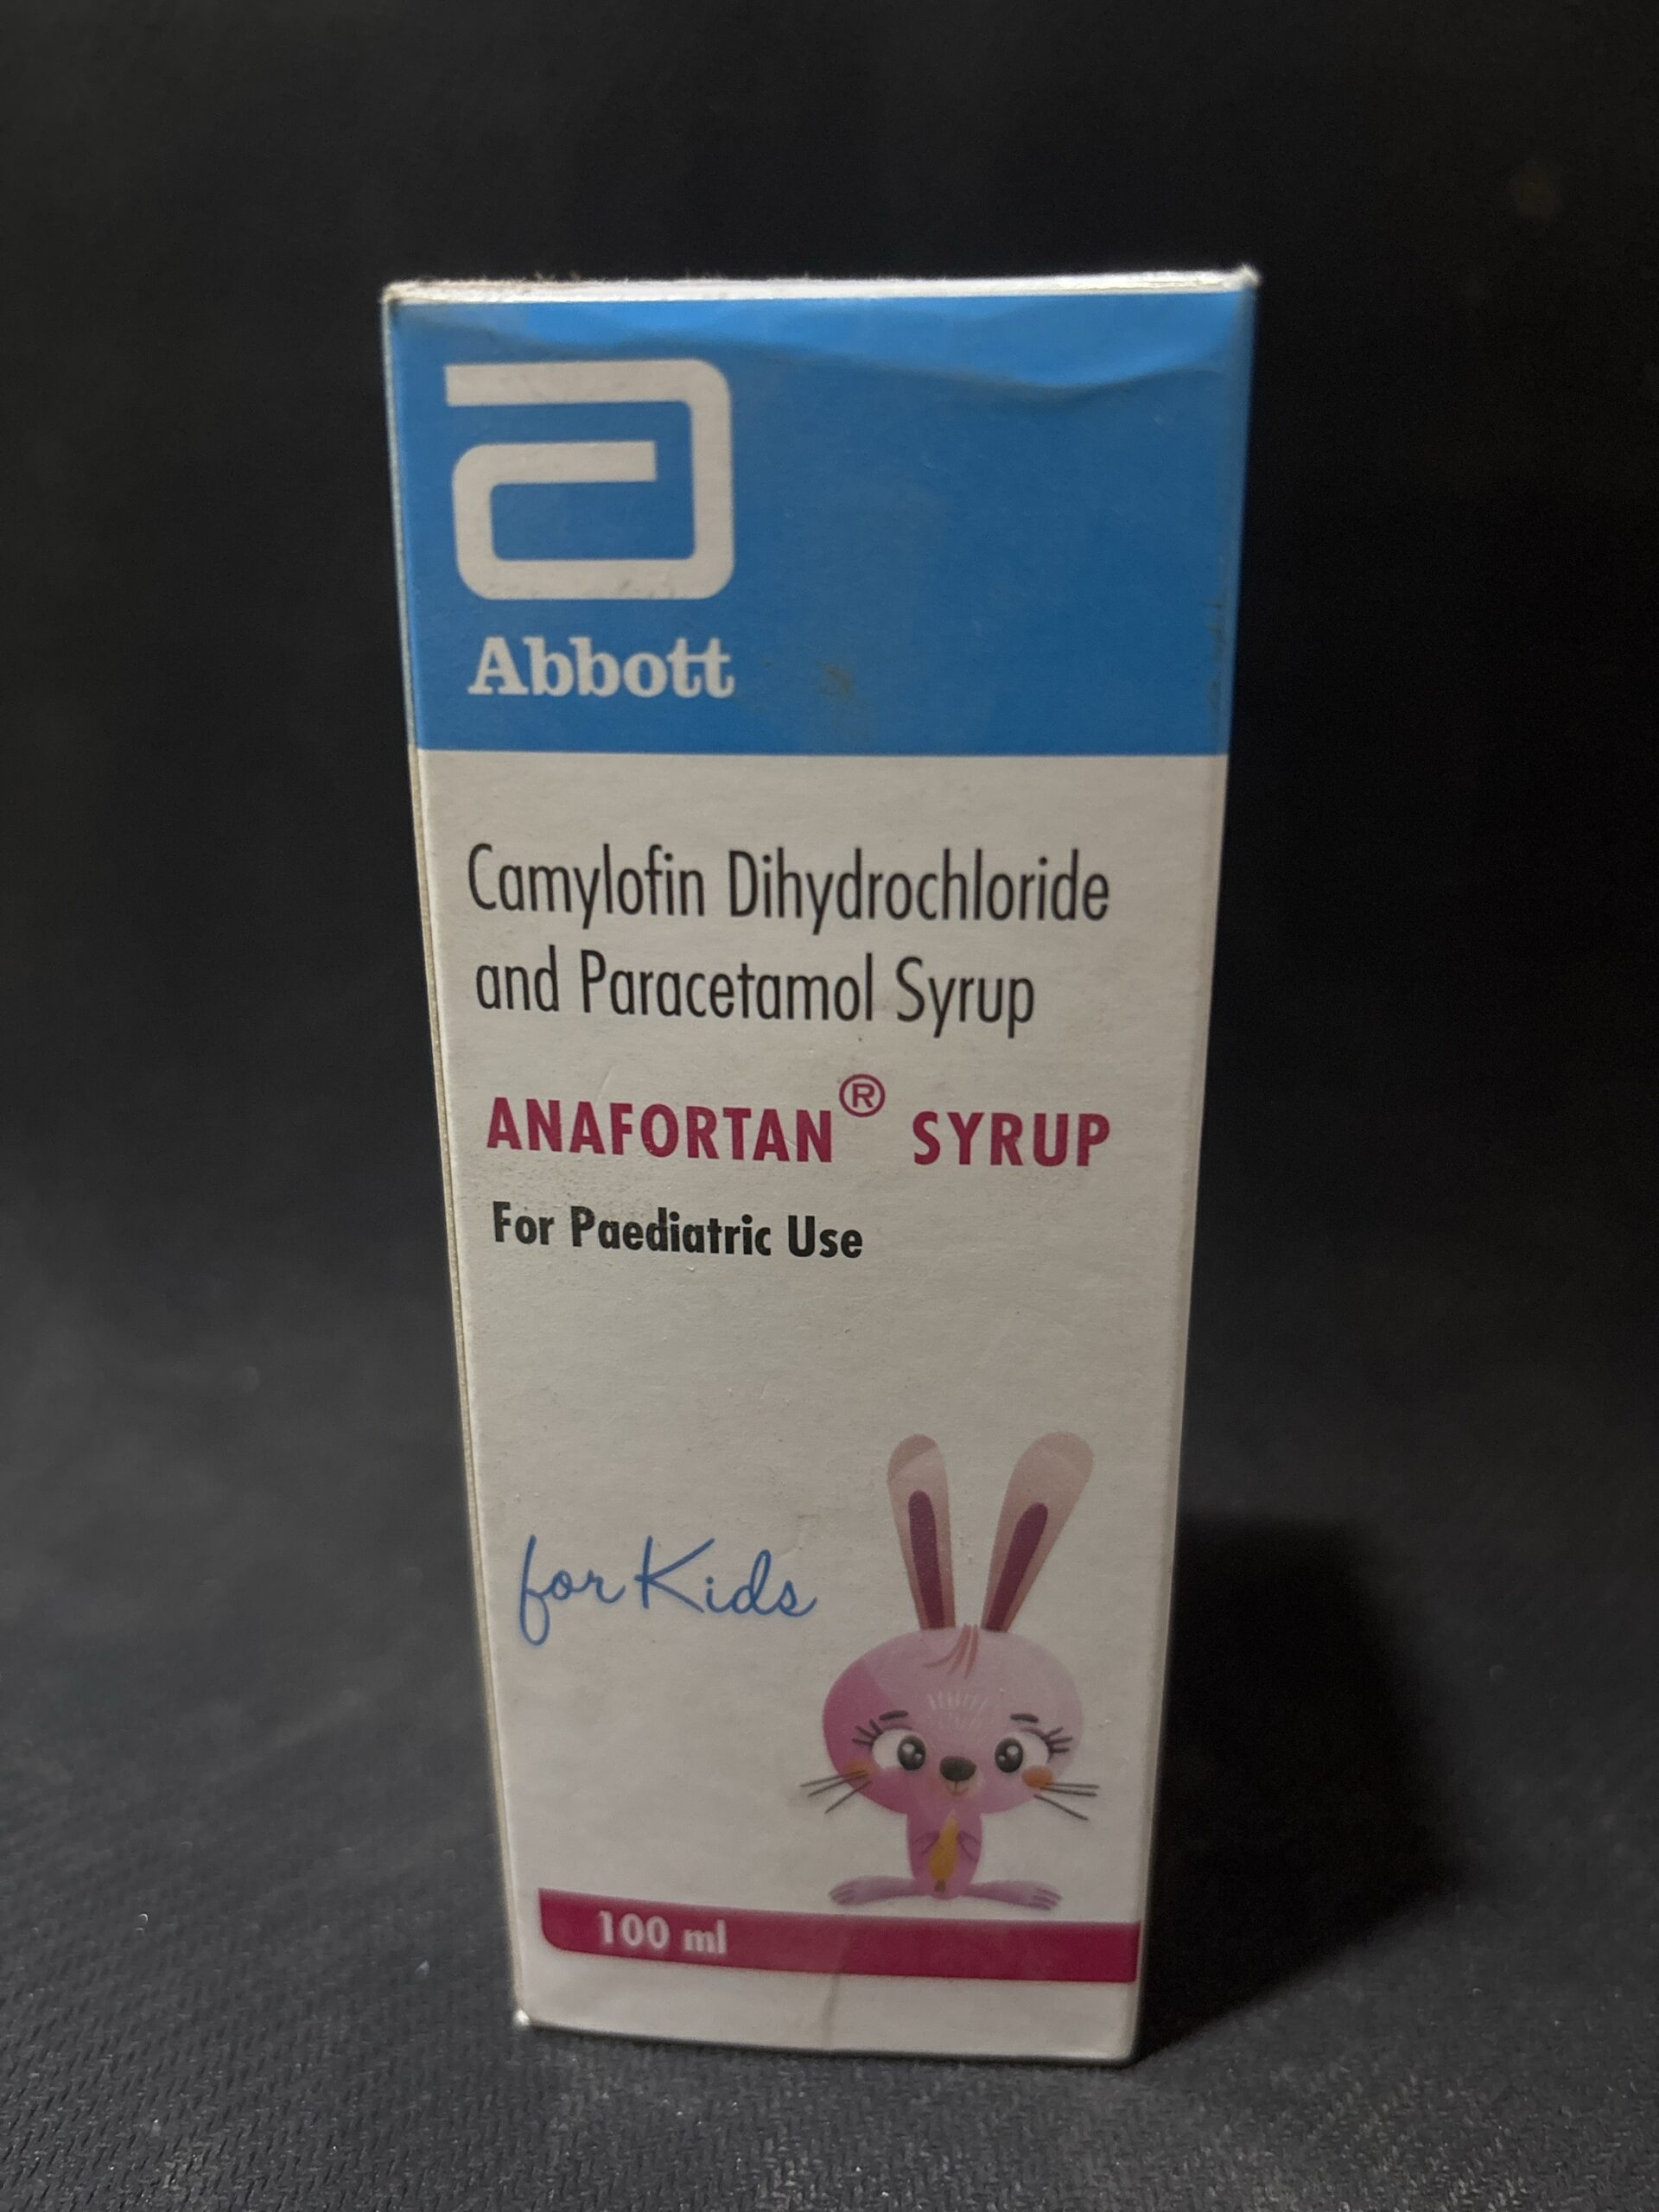 Abbott
Camylofin Dihydrochloride
and Paracetamol Syrup
ANAFORTAN® SYRUP
For Paediatric Use
for Kids
100 ml